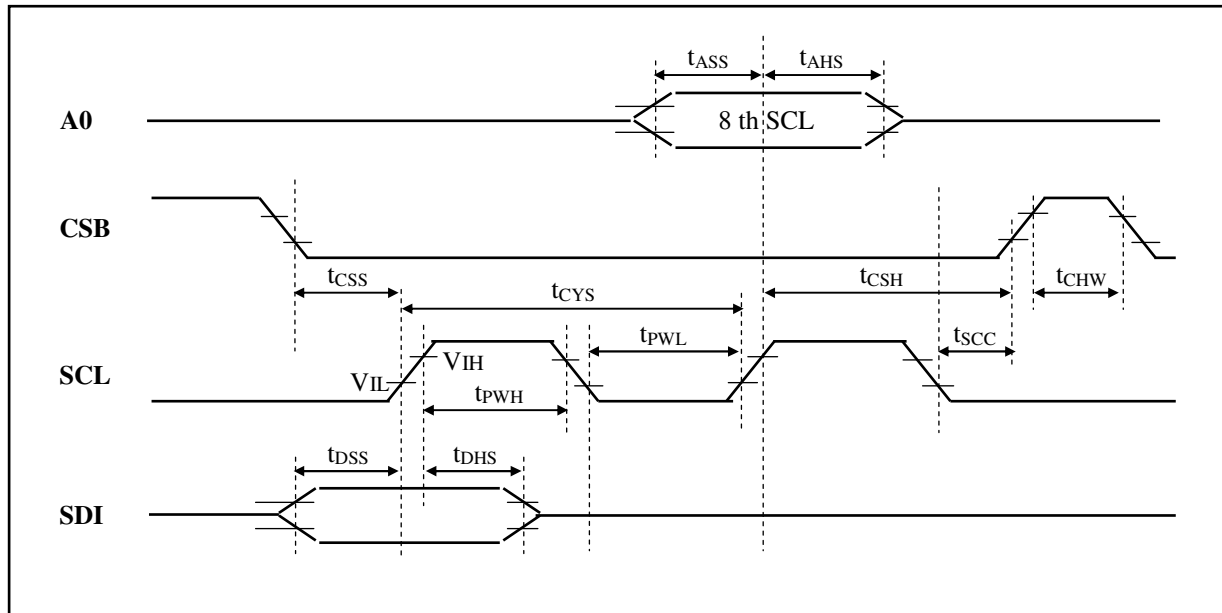 tASS tAHS
A0 8 th SCL
CSB
tCSS tCYS tCSH tCHW
tPWL tSCC
SCL VIL VIH
tPWH
tDSS tDHS
SDI